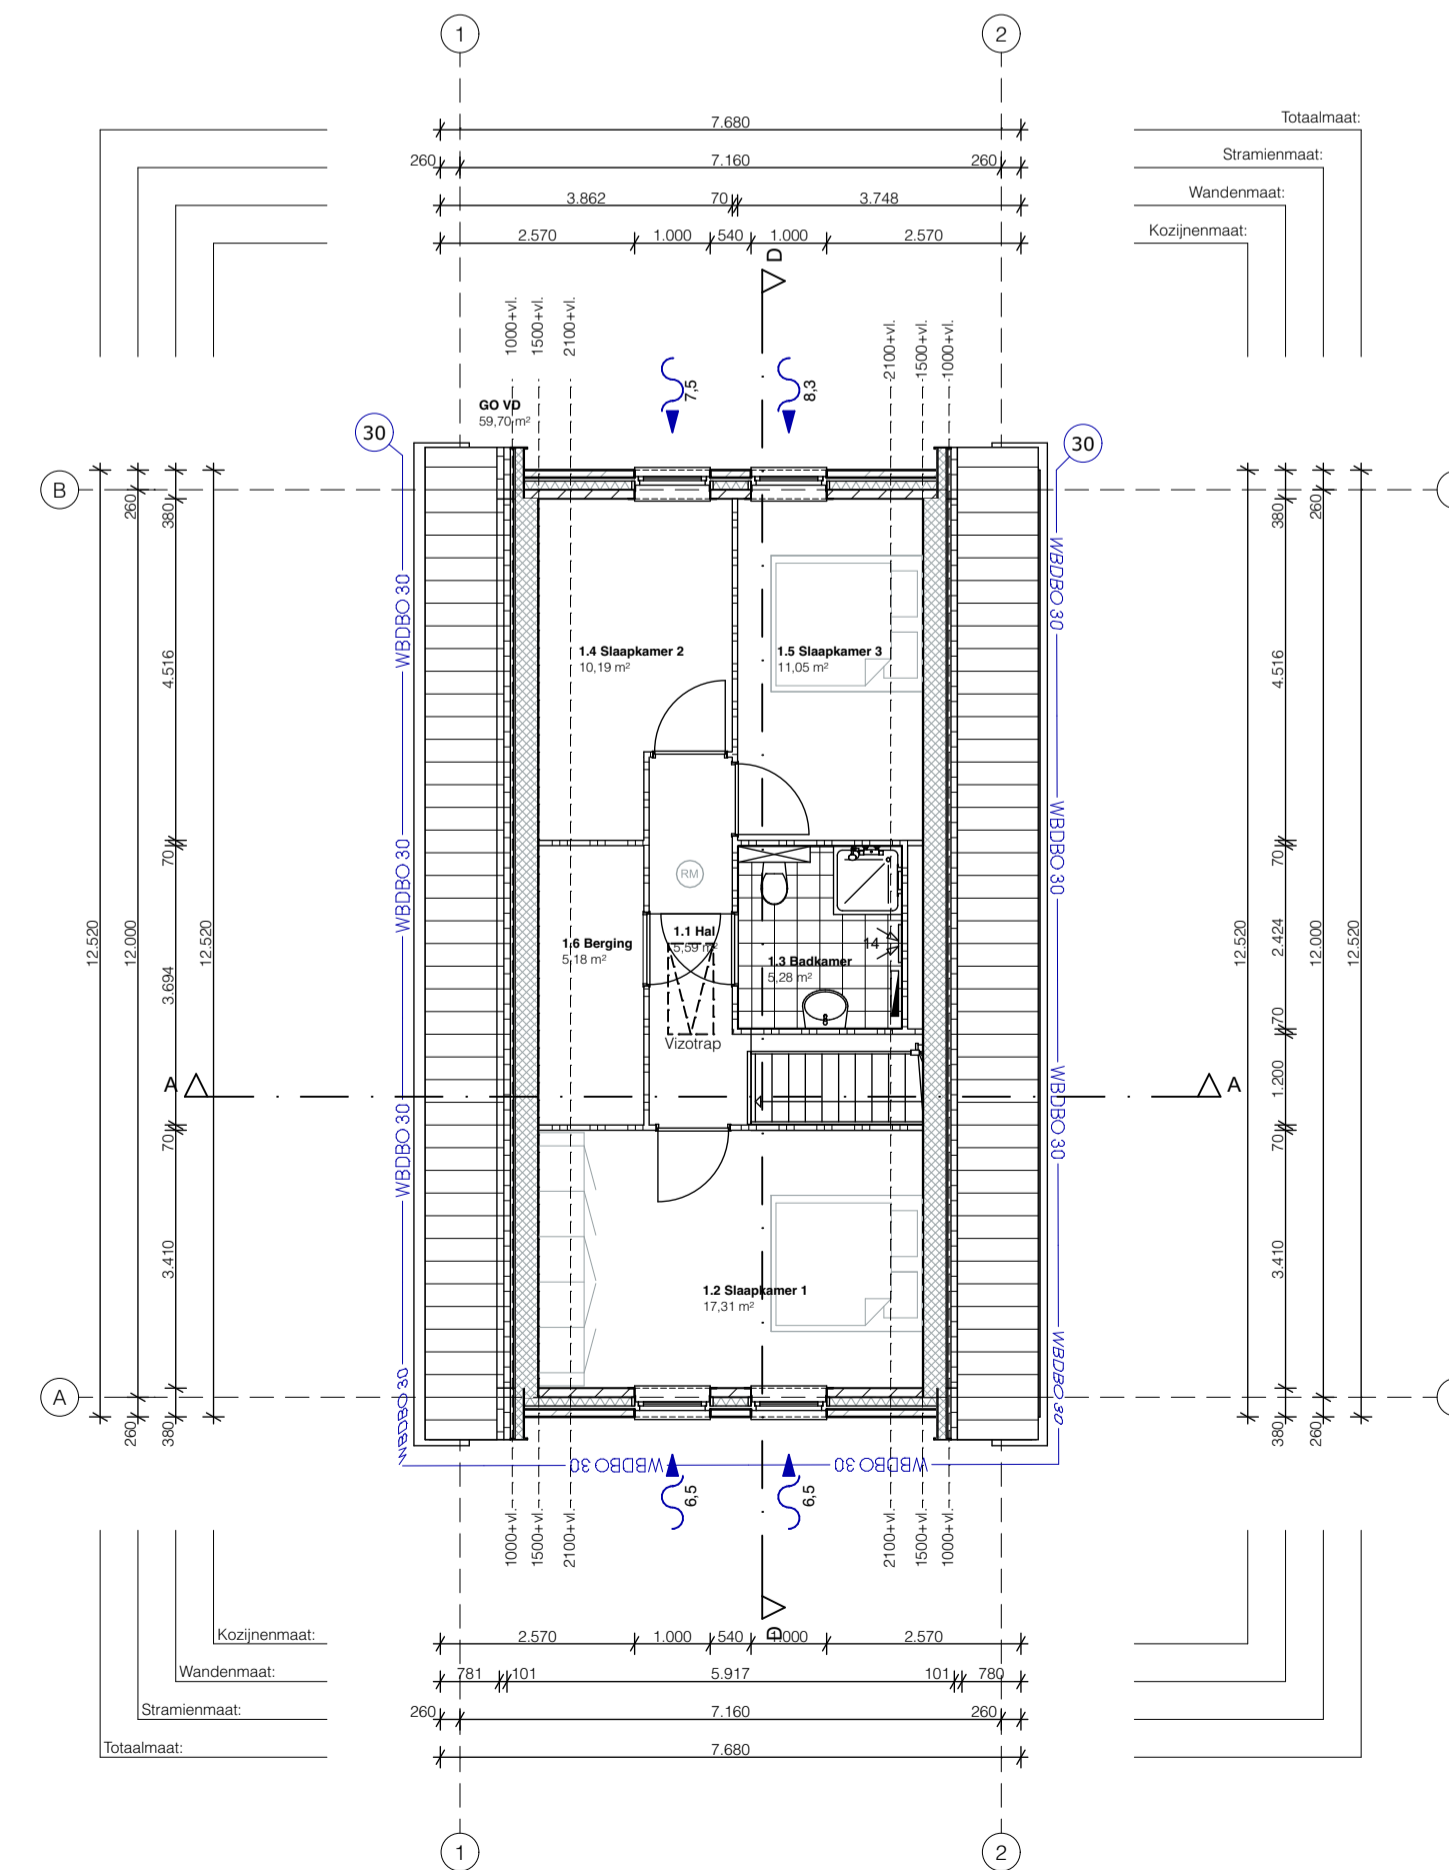 1
2
Totaalmaat:
7.680
Stramienmaat:
260
7.160
260
Wandenmaat:
3.862
70
3.748
Kozijnenmaat:
2.570
1.000
540
1.000
2.570
D
1000+vl.
1500+vl.
2100+vl.
2100+vl.
1500+vl.
1000+vl.
7,5
8,3
GO VD
59,70 m²
30
30
B
260
380
380
260
WBDBO 30
WBDBO 30
4.516
1.4 Slaapkamer 2
10,19 m²
1.5 Slaapkamer 3
11,05 m²
4.516
70
WBDBO 30
RM
WBDBO 30
70
12.520
12.000
3.694
12.520
1.6 Berging
5,18 m²
1.1 Hal
5,59 m²
14
1.3 Badkamer
5,28 m²
12.520
2.424
12.000
12.520
Vizotrap
70
1.200
A
A
70
WBDBO 30
WBDBO 30
70
3.410
1.2 Slaapkamer 1
17,31 m²
3.410
A
WBDBO 30
WBDBO 30
260
380
380
260
WBDBO 30
WBDBO 30
6,5
6,5
1000+vl.
1500+vl.
2100+vl.
2100+vl.
1500+vl.
1000+vl.
D
Kozijnenmaat:
2.570
1.000
540
1.000
2.570
Wandenmaat:
781
101
5.917
101
780
Stramienmaat:
260
7.160
260
Totaalmaat:
7.680
1
2